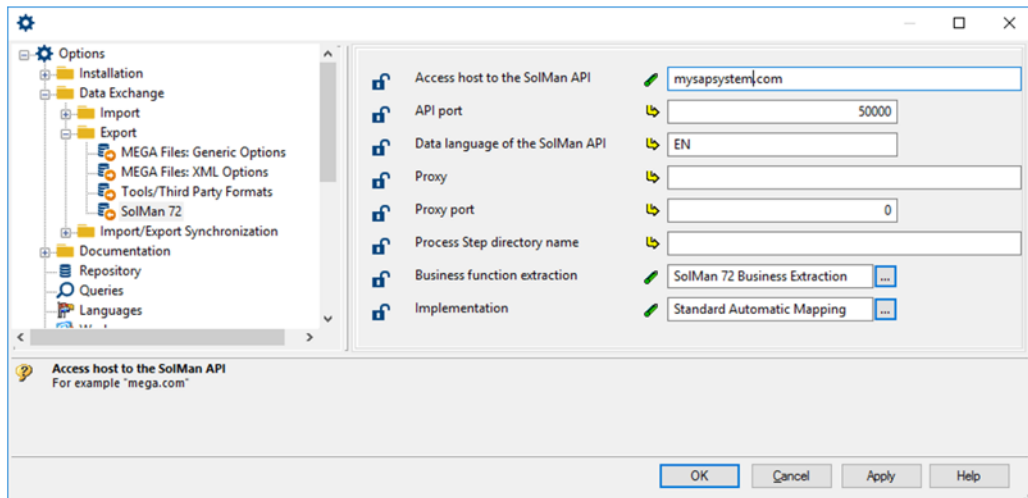 Options
Installation
Data Exchange
Import
Export
MEGA Files: Generic Options
MEGA Files: XML Options
Tools/Third Party Formats
SolMan 72
Import/Export Synchronization
Documentation
Repository
Queries
Languages
Access host to the SolMan API
mysapsystem.com
API port
50000
Data language of the SolMan API
EN
Proxy
Proxy port
0
Process Step directory name
Business function extraction
SolMan 72 Business Extraction
...
Implementation
Standard Automatic Mapping
...
Access host to the SolMan API
For example "mega.com"
OK
Cancel
Apply
Help